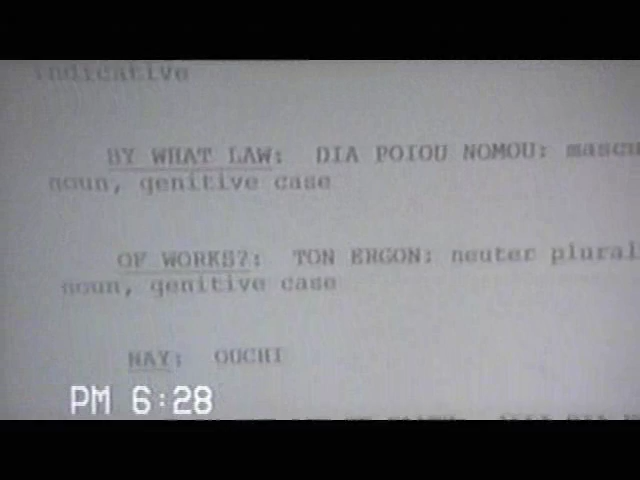 indicative
BY WHAT LAW: DIA POIOU NOMOU: mascu
noun, genitive case
OF WORKS?: TON ERGON: neuter plural
noun, genitive case
NAY: OUCHI
PM 6:28